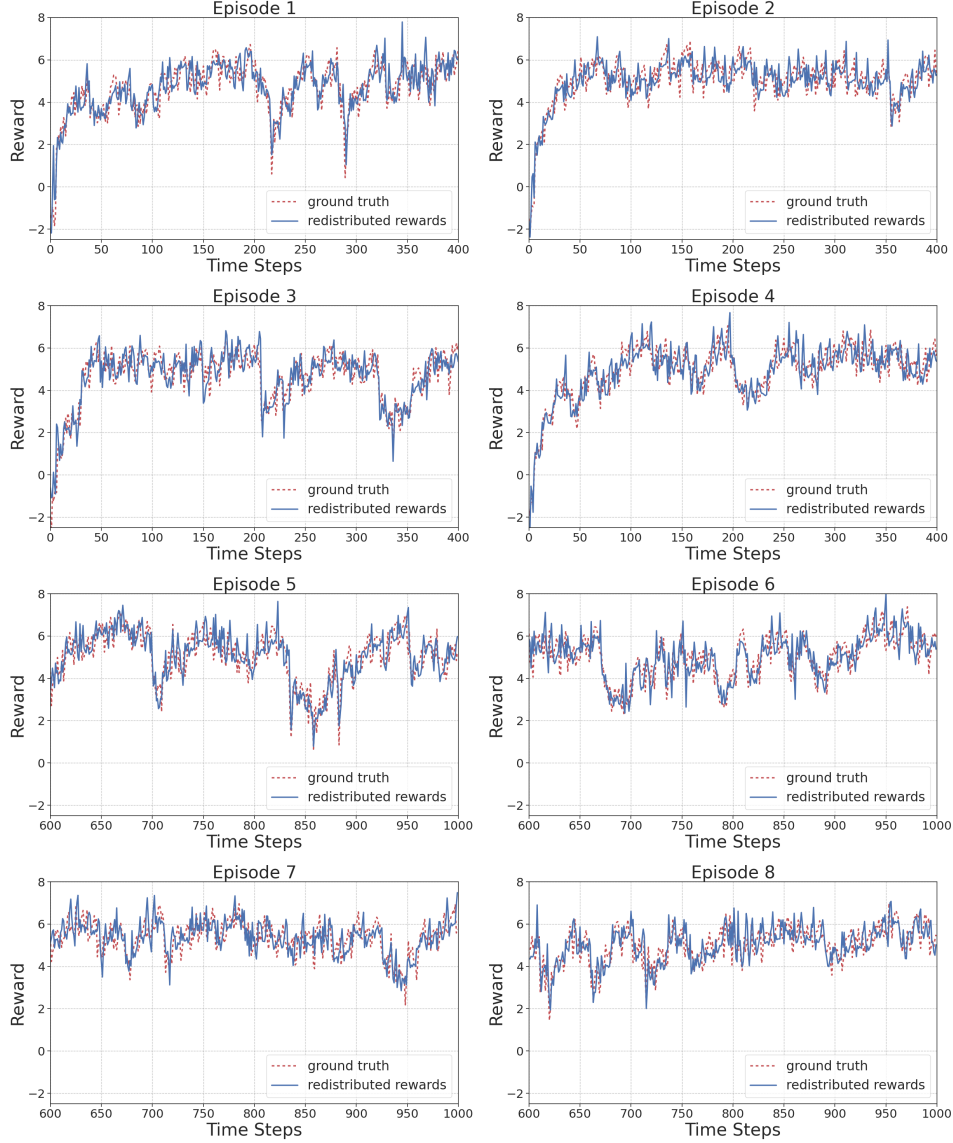 Episode 1
Episode 2
8
6
4
2
0
−2
Reward
ground truth
redistributed rewards
0 50 100 150 200 250 300 350 400
Time Steps
8
6
4
2
0
−2
Reward
ground truth
redistributed rewards
0 50 100 150 200 250 300 350 400
Time Steps
Episode 3
Episode 4
8
6
4
2
0
−2
Reward
ground truth
redistributed rewards
0 50 100 150 200 250 300 350 400
Time Steps
8
6
4
2
0
−2
Reward
ground truth
redistributed rewards
0 50 100 150 200 250 300 350 400
Time Steps
Episode 5
Episode 6
8
6
4
2
0
−2
Reward
ground truth
redistributed rewards
600 650 700 750 800 850 900 950 1000
Time Steps
8
6
4
2
0
−2
Reward
ground truth
redistributed rewards
600 650 700 750 800 850 900 950 1000
Time Steps
Episode 7
Episode 8
8
6
4
2
0
−2
Reward
ground truth
redistributed rewards
600 650 700 750 800 850 900 950 1000
Time Steps
8
6
4
2
0
−2
Reward
ground truth
redistributed rewards
600 650 700 750 800 850 900 950 1000
Time Steps